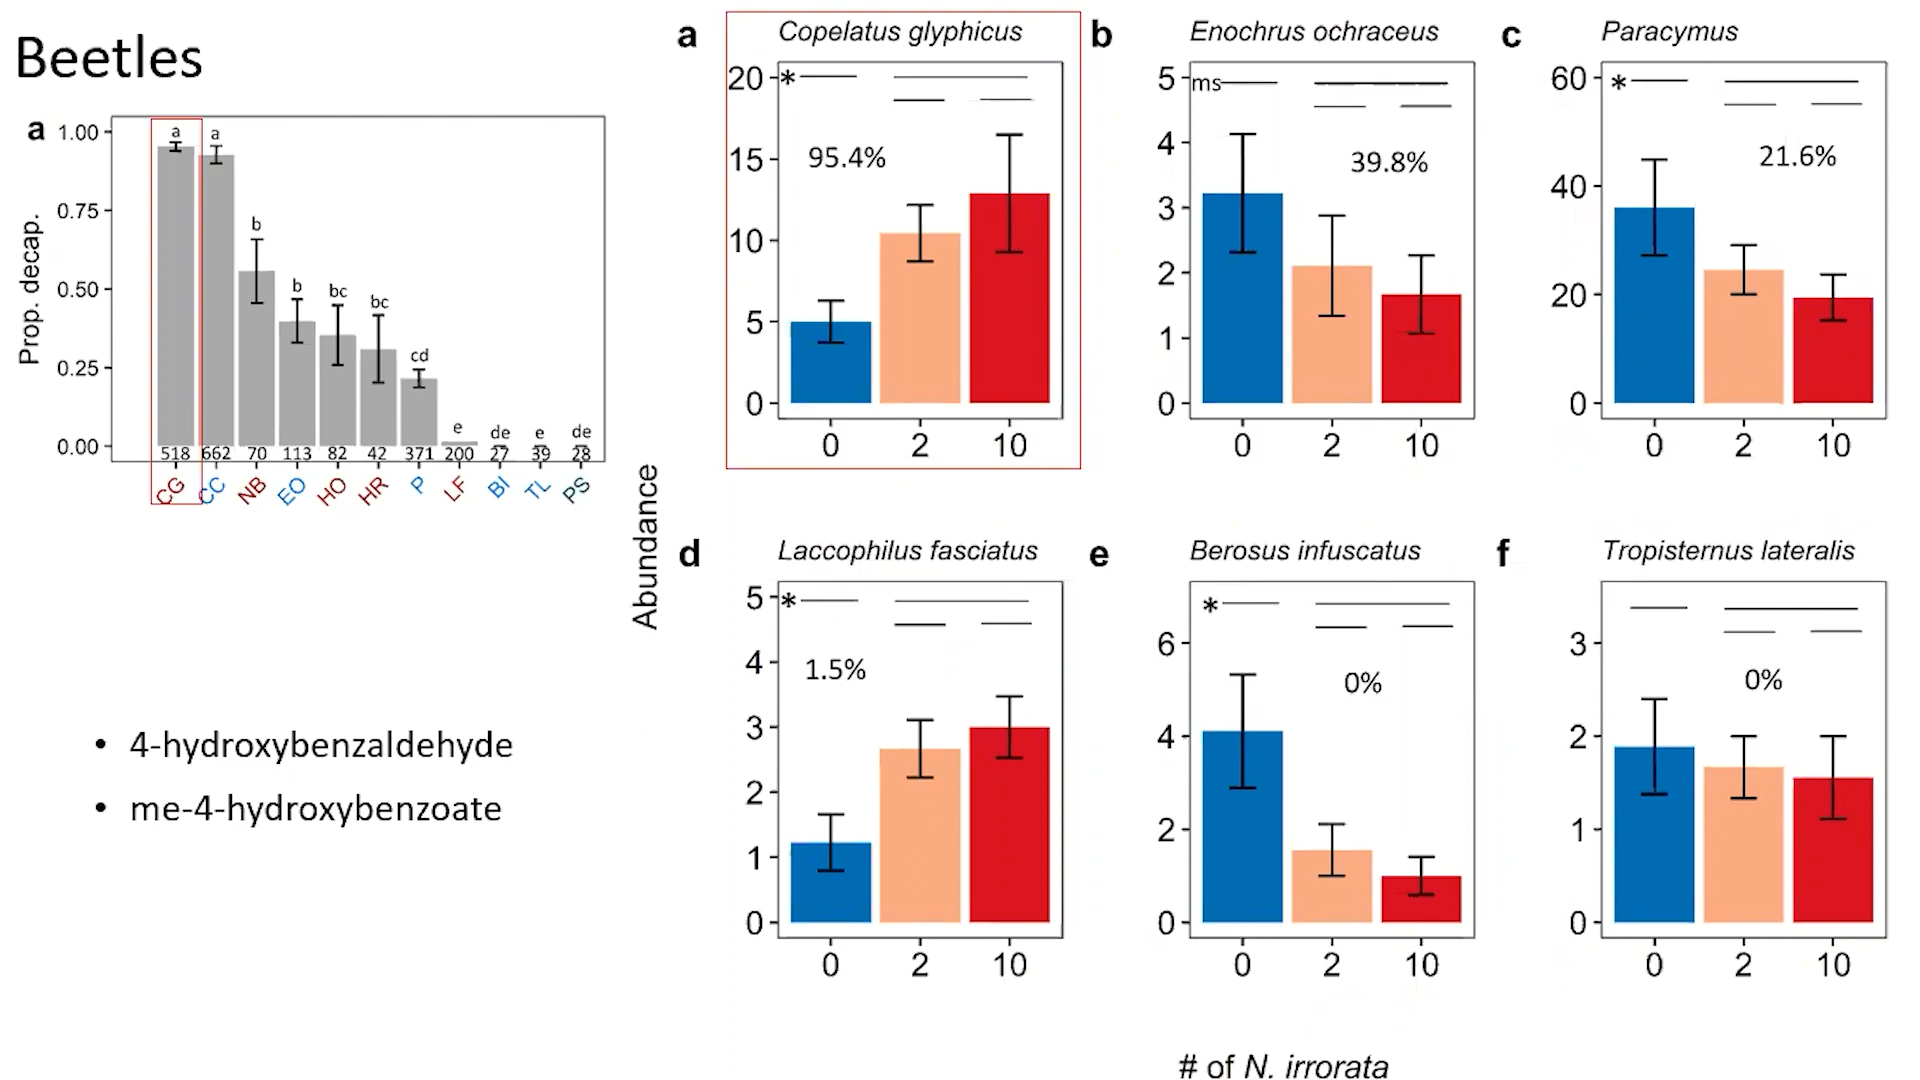 Beetles
a
Prop. decap.
1.00
0.75
0.50
0.25
0.00
a a b b bc bc cd e de e de
518 662 70 113 82 42 371 200 27 39 28
CG CC NB EO HO HR P LF BI TL PS
• 4-hydroxybenzaldehyde
• me-4-hydroxybenzoate
Abundance
a Copelatus glyphicus
20
15
10
5
0
*
95.4%
0 2 10
b Enochrus ochraceus
5
4
3
2
1
0
ms
39.8%
0 2 10
c Paracymus
60
40
20
0
*
21.6%
0 2 10
d Laccophilus fasciatus
5
4
3
2
1
0
*
1.5%
0 2 10
e Berosus infuscatus
6
4
2
0
*
0%
0 2 10
f Tropisternus lateralis
3
2
1
0
0%
0 2 10
# of N. irrorata